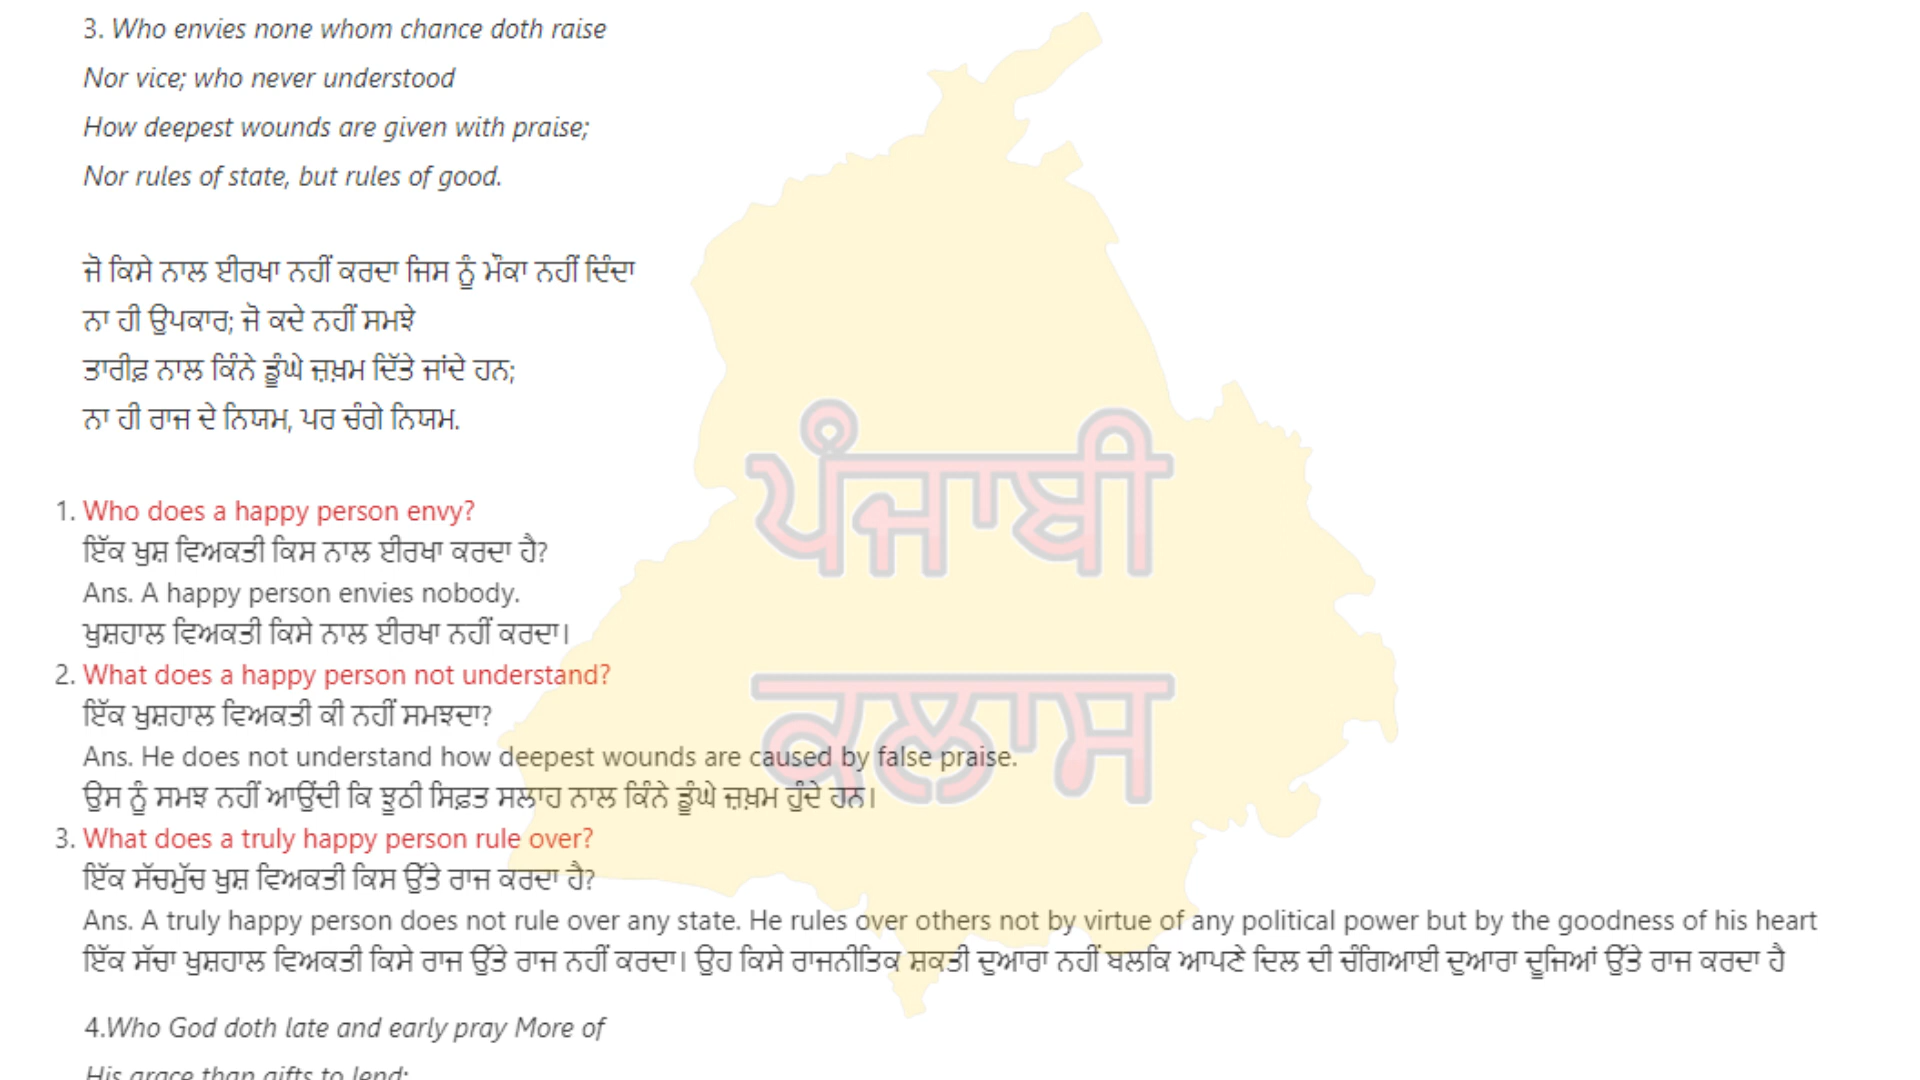 3. Who envies none whom chance doth raise
Nor vice; who never understood
How deepest wounds are given with praise;
Nor rules of state, but rules of good.
ਜੋ ਕਿਸੇ ਨਾਲ ਈਰਖਾ ਨਹੀਂ ਕਰਦਾ ਜਿਸ ਨੂੰ ਮੌਕਾ ਨਹੀਂ ਦਿੰਦਾ
ਨਾ ਹੀ ਉਪਕਾਰ; ਜੋ ਕਦੇ ਨਹੀਂ ਸਮਝੇ
ਤਾਰੀਫ਼ ਨਾਲ ਕਿੰਨੇ ਡੂੰਘੇ ਜ਼ਖ਼ਮ ਦਿੱਤੇ ਜਾਂਦੇ ਹਨ;
ਨਾ ਹੀ ਰਾਜ ਦੇ ਨਿਯਮ, ਪਰ ਚੰਗੇ ਨਿਯਮ.
ਪੰਜਾਬੀ
ਕਲਾਸ
1. Who does a happy person envy?
ਇੱਕ ਖੁਸ਼ ਵਿਅਕਤੀ ਕਿਸ ਨਾਲ ਈਰਖਾ ਕਰਦਾ ਹੈ?
Ans. A happy person envies nobody.
ਖੁਸ਼ਹਾਲ ਵਿਅਕਤੀ ਕਿਸੇ ਨਾਲ ਈਰਖਾ ਨਹੀਂ ਕਰਦਾ।
2. What does a happy person not understand?
ਇੱਕ ਖੁਸ਼ਹਾਲ ਵਿਅਕਤੀ ਕੀ ਨਹੀਂ ਸਮਝਦਾ?
Ans. He does not understand how deepest wounds are caused by false praise.
ਉਸ ਨੂੰ ਸਮਝ ਨਹੀਂ ਆਉਂਦੀ ਕਿ ਝੂਠੀ ਸਿਫ਼ਤ ਸਲਾਹ ਨਾਲ ਕਿੰਨੇ ਡੂੰਘੇ ਜ਼ਖ਼ਮ ਹੁੰਦੇ ਹਨ।
3. What does a truly happy person rule over?
ਇੱਕ ਸੱਚਮੁੱਚ ਖੁਸ਼ ਵਿਅਕਤੀ ਕਿਸ ਉੱਤੇ ਰਾਜ ਕਰਦਾ ਹੈ?
Ans. A truly happy person does not rule over any state. He rules over others not by virtue of any political power but by the goodness of his heart
ਇੱਕ ਸੱਚਾ ਖੁਸ਼ਹਾਲ ਵਿਅਕਤੀ ਕਿਸੇ ਰਾਜ ਉੱਤੇ ਰਾਜ ਨਹੀਂ ਕਰਦਾ। ਉਹ ਕਿਸੇ ਰਾਜਨੀਤਿਕ ਸ਼ਕਤੀ ਦੁਆਰਾ ਨਹੀਂ ਬਲਕਿ ਆਪਣੇ ਦਿਲ ਦੀ ਚੰਗਿਆਈ ਦੁਆਰਾ ਦੂਜਿਆਂ ਉੱਤੇ ਰਾਜ ਕਰਦਾ ਹੈ
4.Who God doth late and early pray More of
His grace than gifts to lend;